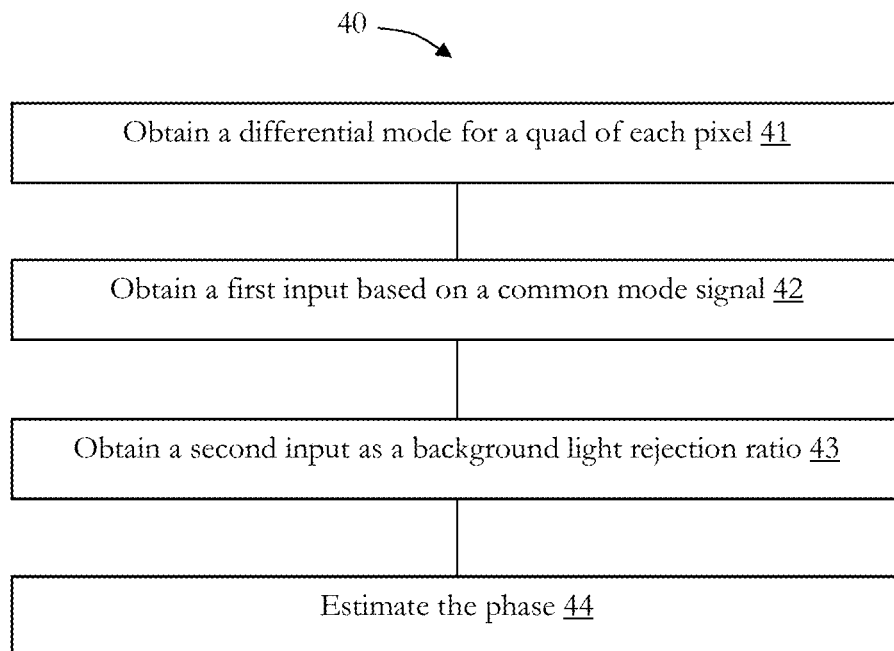 40
Obtain a differential mode for a quad of each pixel 41
Obtain a first input based on a common mode signal 42
Obtain a second input as a background light rejection ratio 43
Estimate the phase 44